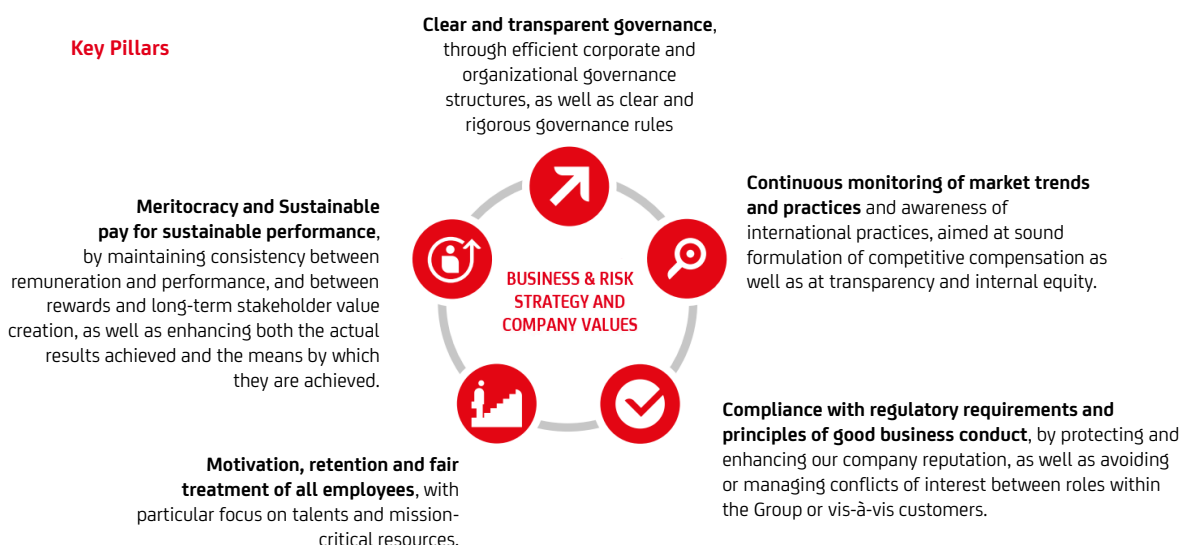 Key Pillars
Clear and transparent governance,
through efficient corporate and
organizational governance
structures, as well as clear and
rigorous governance rules
Continuous monitoring of market trends
and practices and awareness of
international practices, aimed at sound
formulation of competitive compensation as
well as at transparency and internal equity.
Compliance with regulatory requirements and
principles of good business conduct, by protecting and
enhancing our company reputation, as well as avoiding
or managing conflicts of interest between roles within
the Group or vis-à-vis customers.
Motivation, retention and fair
treatment of all employees, with
particular focus on talents and mission-
critical resources.
Meritocracy and Sustainable
pay for sustainable performance,
by maintaining consistency between
remuneration and performance, and between
rewards and long-term stakeholder value
creation, as well as enhancing both the actual
results achieved and the means by which
they are achieved.
BUSINESS & RISK
STRATEGY AND
COMPANY VALUES